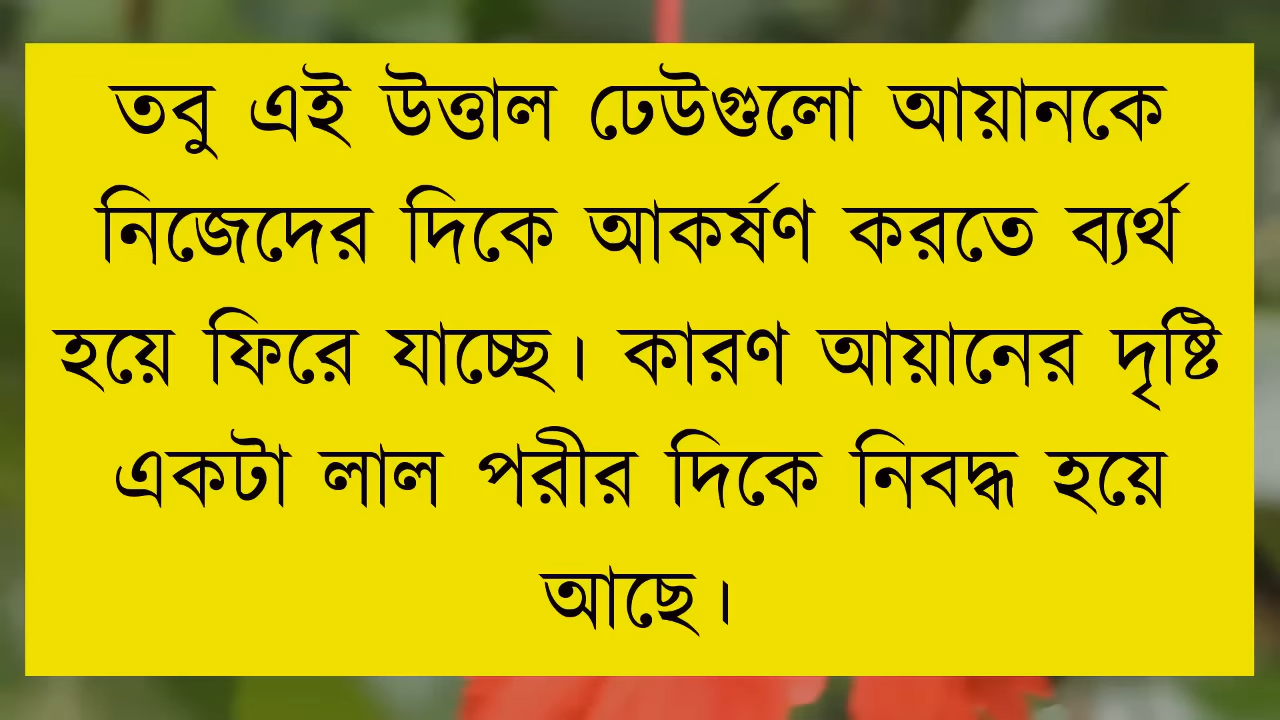 তবু এই উত্তাল ঢেউগুলো আয়ানকে
নিজেদের দিকে আকর্ষণ করতে ব্যর্থ
হয়ে ফিরে যাচ্ছে। কারণ আয়ানের দৃষ্টি
একটা লাল পরীর দিকে নিবদ্ধ হয়ে
আছে।